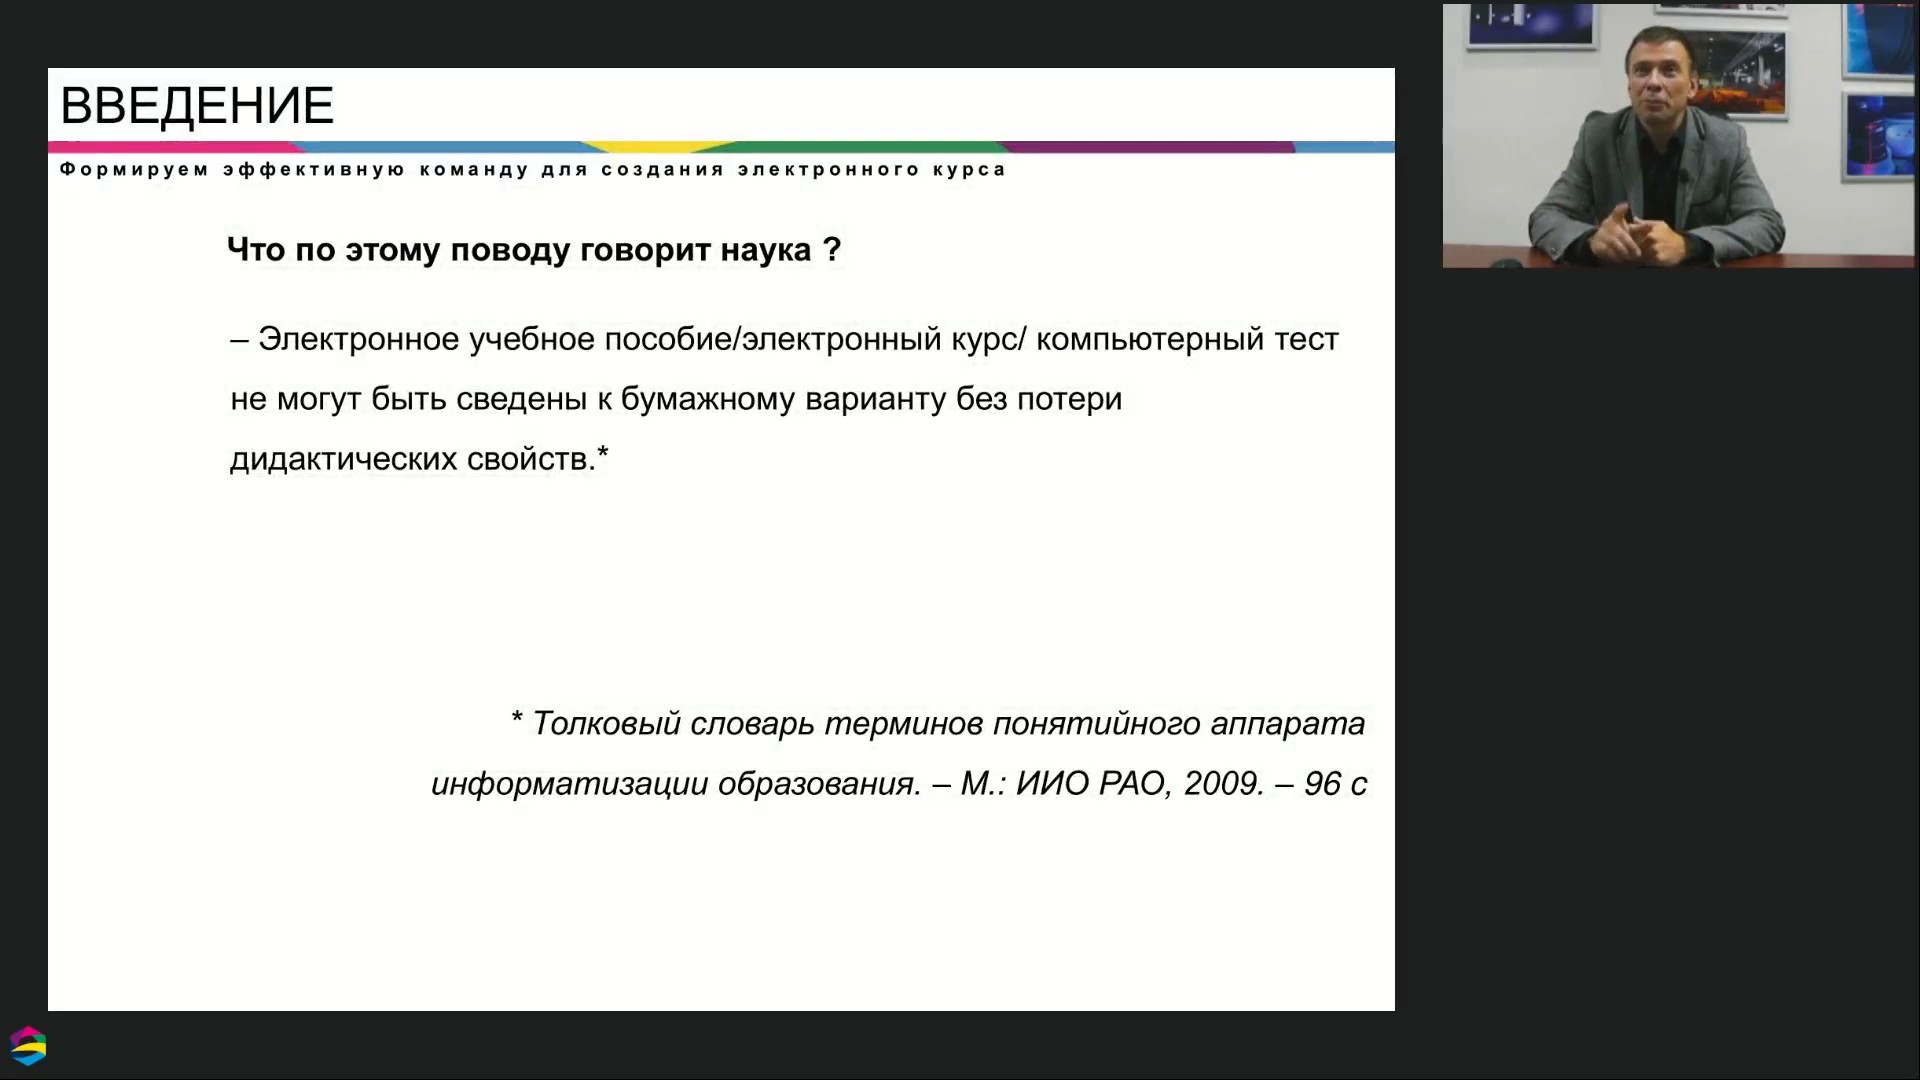 ВВЕДЕНИЕ
Формируем эффективную команду для создания электронного курса
Что по этому поводу говорит наука ?
– Электронное учебное пособие/электронный курс/ компьютерный тест
не могут быть сведены к бумажному варианту без потери
дидактических свойств.*
* Толковый словарь терминов понятийного аппарата
информатизации образования. – М.: ИИО РАО, 2009. – 96 с